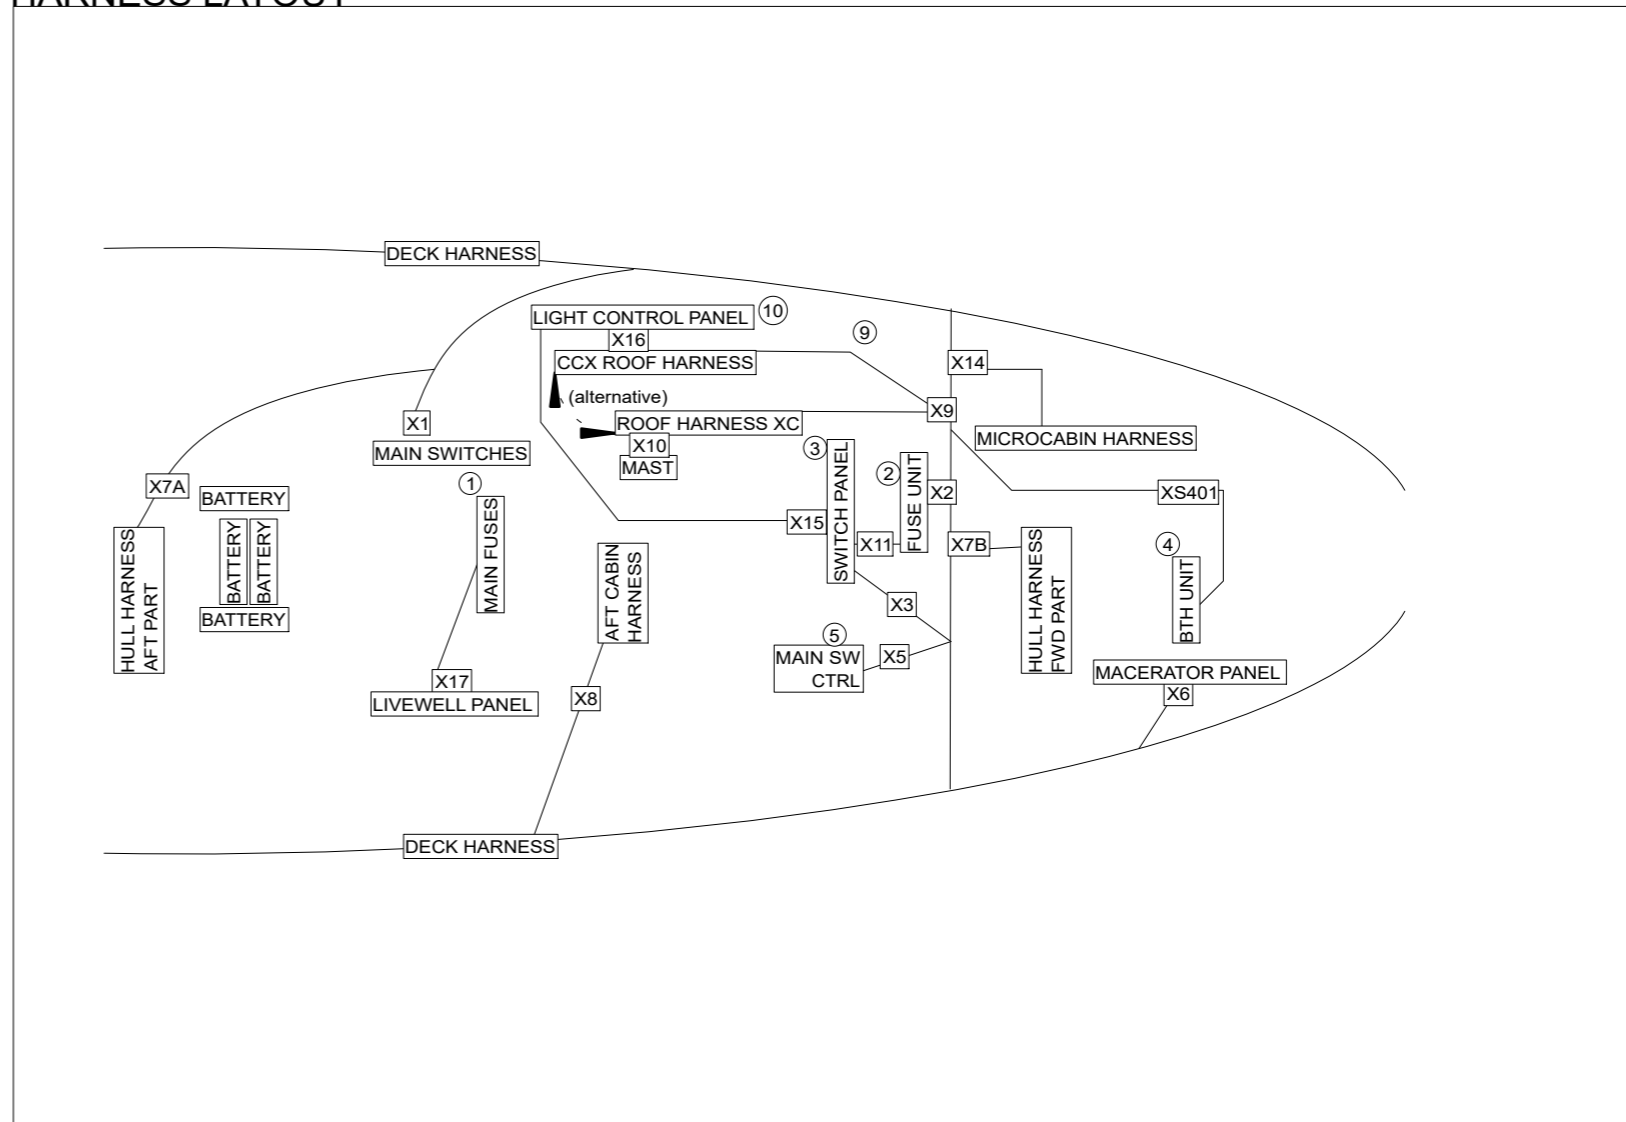 HARNESS LAYOUT
DECK HARNESS
LIGHT CONTROL PANEL
10
X16
9
CCX ROOF HARNESS
X14
(alternative)
X9
X1
ROOF HARNESS XC
MICROCABIN HARNESS
MAIN SWITCHES
X10
3
MAST
2
1
X7A
BATTERY
X2
XS401
MAIN FUSES
SWITCH PANEL
FUSE UNIT
X15
X11
X7B
4
HULL HARNESS
AFT PART
BATTERY
BATTERY
BATTERY
AFT CABIN
HARNESS
X3
HULL HARNESS
FWD PART
BTH UNIT
5
MAIN SW
CTRL
X5
MACERATOR PANEL
X17
X6
LIVEWELL PANEL
X8
DECK HARNESS